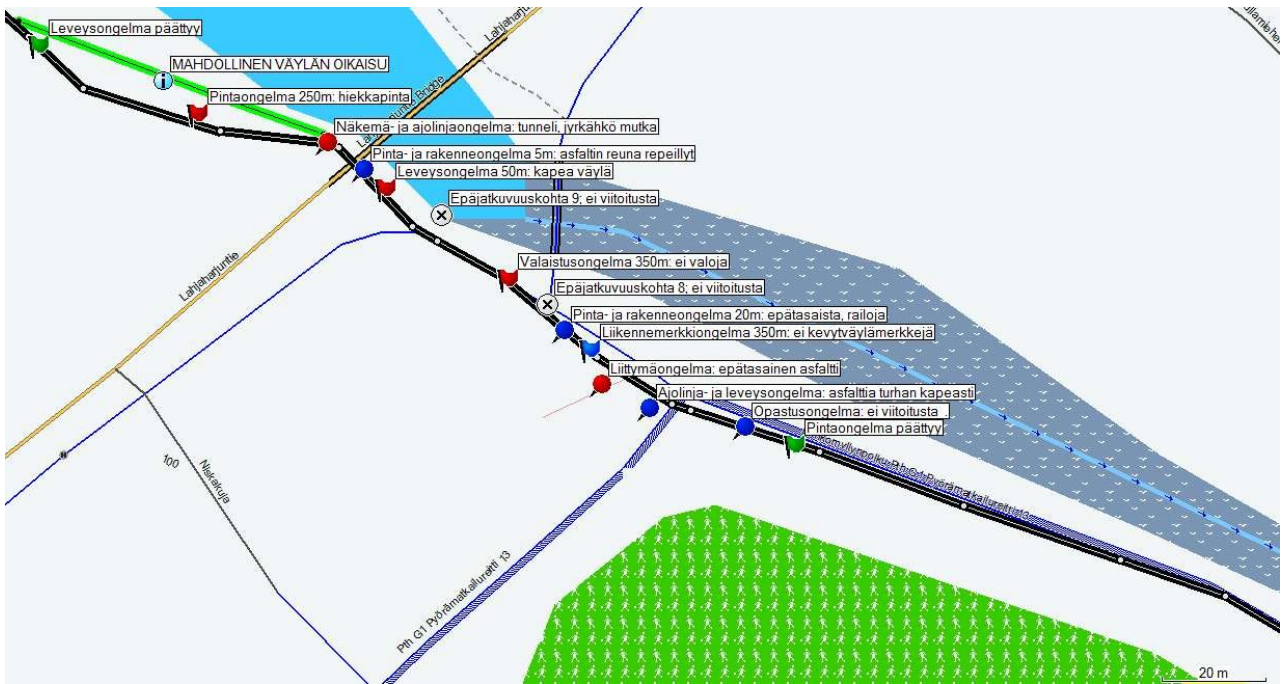 Leveysongelma päättyy
MAHDOLLINEN VÄYLÄN OIKAISU
Pintaongelma 250m: hiekkapinta
Näkemä- ja ajolinjaongelma: tunneli, jyrkähkö mutka
Pinta- ja rakenneongelma 5m: asfaltin reuna repeillyt
Leveysongelma 50m: kapea väylä
Epäjatkuvuuskohta 9; ei viitoitusta
Valaistusongelma 350m: ei valoja
Epäjatkuvuuskohta 8; ei viitoitusta
Pinta- ja rakenneongelma 20m: epätasaista, railoja
Liikennemerkkiongelma 350m: ei kevytväylämerkkejä
Liittymäongelma: epätasainen asfaltti
Ajolinja- ja leveysongelma: asfalttia turhan kapeasti
Opastusongelma: ei viitoitusta .
Pintaongelma päättyy
Lahjaharjuntie
Bridge
100
Niskakuja
Pth G1 Pyörämatkailureitti 13
20 m